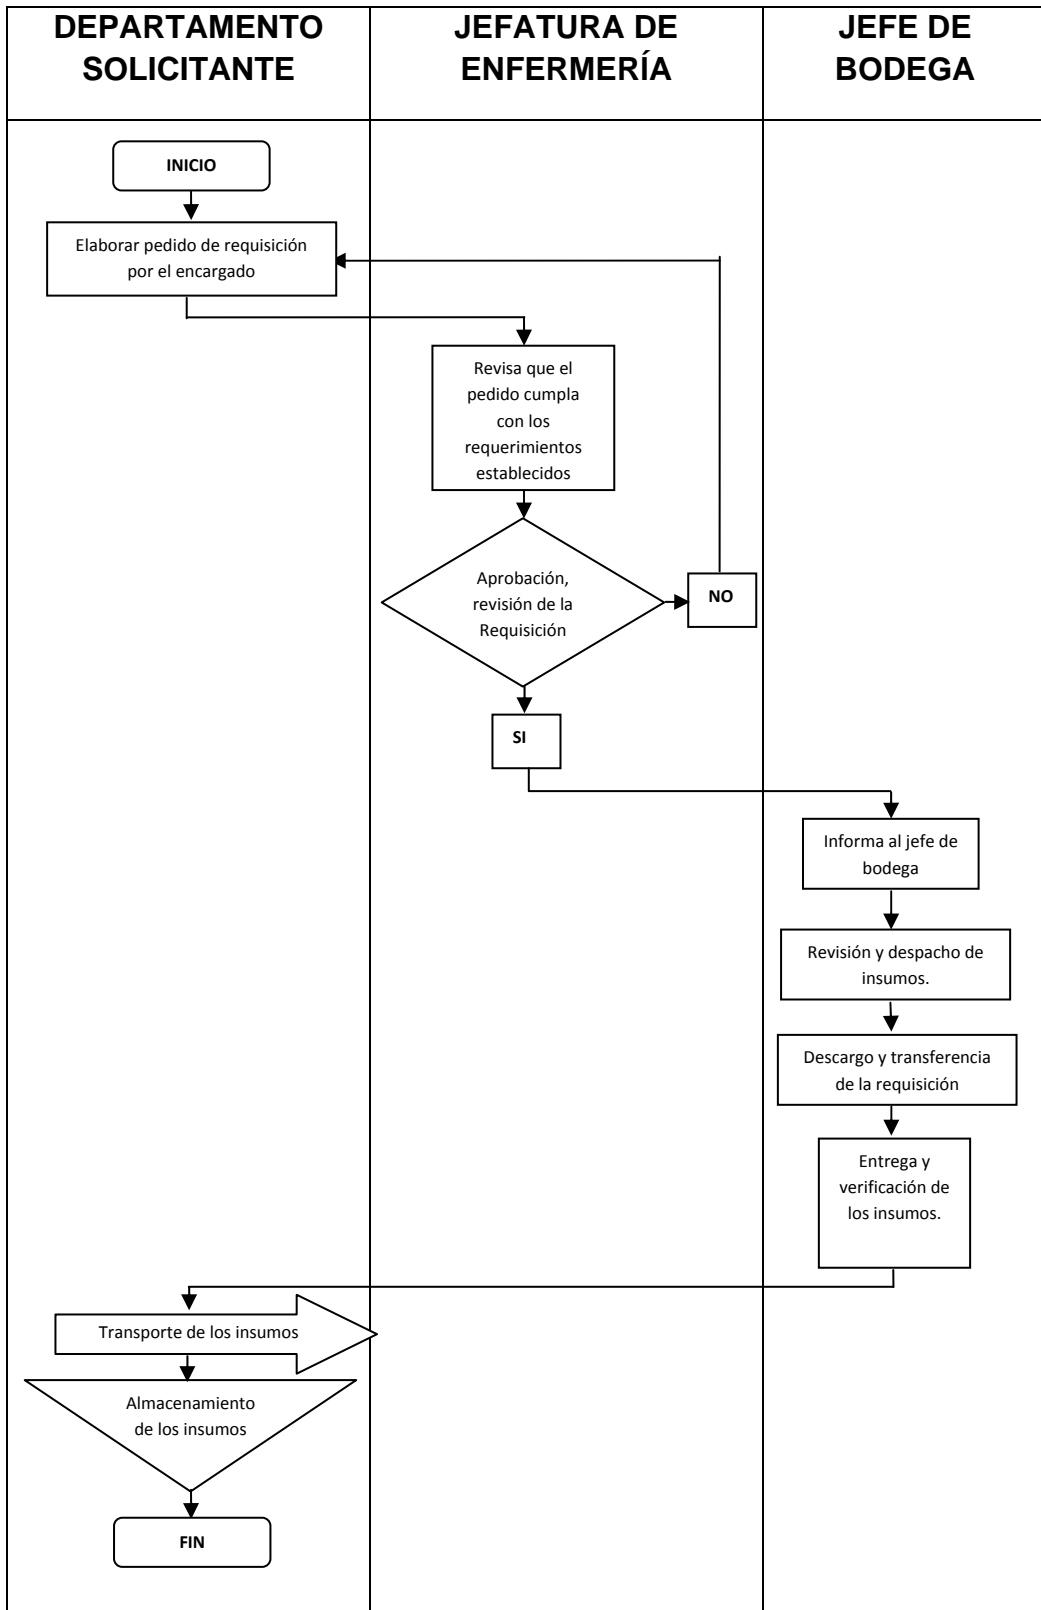 DEPARTAMENTO
SOLICITANTE
JEFATURA DE
ENFERMERÍA
JEFE DE
BODEGA
INICIO
Elaborar pedido de requisición
por el encargado
Revisa que el
pedido cumpla
con los
requerimientos
establecidos
Aprobación,
revisión de la
Requisición
NO
SI
Informa al jefe de
bodega
Revisión y despacho de
insumos.
Descargo y transferencia
de la requisición
Entrega y
verificación de
los insumos.
Transporte de los insumos
Almacenamiento
de los insumos
FIN